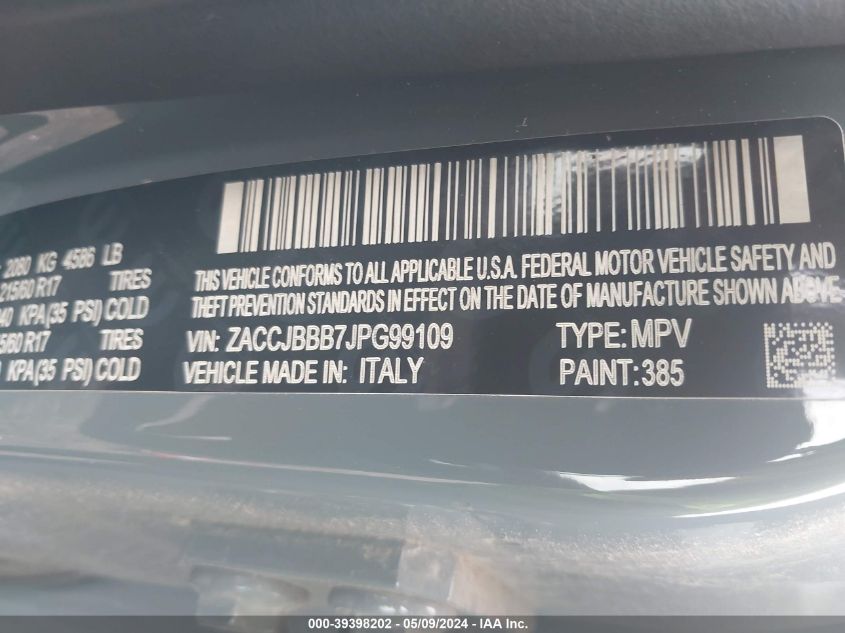 2080 KG 4586 LB
215/60 R17 TIRES
KPA (35 PSI) COLD
R17 TIRES
KPA (35 PSI) COLD
THIS VEHICLE CONFORMS TO ALL APPLICABLE U.S.A. FEDERAL MOTOR VEHICLE SAFETY AND
THEFT PREVENTION STANDARDS IN EFFECT ON THE DATE OF MANUFACTURE SHOWN ABOVE
VIN: ZACCJBBB7JPG99109 TYPE: MPV
VEHICLE MADE IN: ITALY PAINT: 385
000-39398202 - 05/09/2024 - IAA Inc.